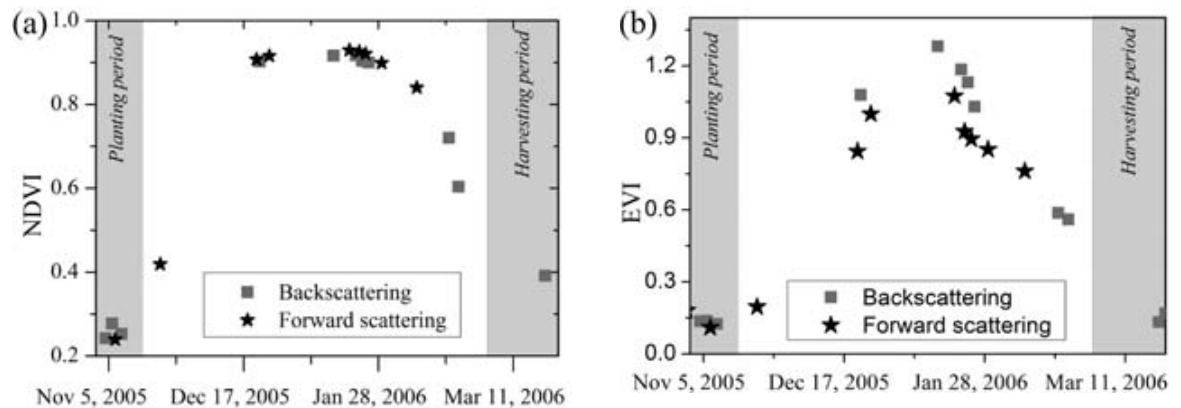 (a)
1.0
0.8
0.6
0.4
0.2
NDVI
Planting period
Harvesting period
Backscattering
Forward scattering
Nov 5, 2005
Dec 17, 2005
Jan 28, 2006
Mar 11, 2006
(b)
1.2
0.9
0.6
0.3
0.0
EVI
Planting period
Harvesting period
Backscattering
Forward scattering
Nov 5, 2005
Dec 17, 2005
Jan 28, 2006
Mar 11, 2006